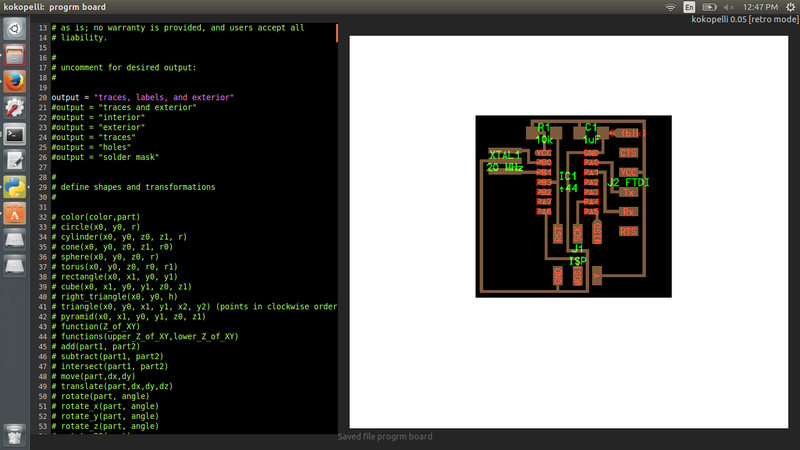 kokopelli: progrm board
En
12:47 PM
kokopelli 0.05 [retro mode]
13 # as is; no warranty is provided, and users accept all
14 # liability.
15
16 #
17 # uncomment for desired output:
18 #
19
20 output = "traces, labels, and exterior"
21 #output = "traces and exterior"
22 #output = "interior"
23 #output = "exterior"
24 #output = "traces"
25 #output = "holes"
26 #output = "solder mask"
27
28 #
29 # define shapes and transformations
30 #
31
32 # color(color,part)
33 # circle(x0, y0, r)
34 # cylinder(x0, y0, z0, z1, r)
35 # cone(x0, y0, z0, z1, r0)
36 # sphere(x0, y0, z0, r)
37 # torus(x0, y0, z0, r0, r1)
38 # rectangle(x0, x1, y0, y1)
39 # cube(x0, x1, y0, y1, z0, z1)
40 # right_triangle(x0, y0, h)
41 # triangle(x0, y0, x1, y1, x2, y2) (points in clockwise order
42 # pyramid(x0, x1, y0, y1, z0, z1)
43 # function(Z_of_XY)
44 # functions(upper_Z_of_XY,lower_Z_of_XY)
45 # add(part1, part2)
46 # subtract(part1, part2)
47 # intersect(part1, part2)
48 # move(part,dx,dy)
49 # translate(part,dx,dy,dz)
50 # rotate(part, angle)
51 # rotate_x(part, angle)
52 # rotate_y(part, angle)
53 # rotate_z(part, angle)
R1
10k
C1
1uF
(blk)
XTAL1
20 MHz
VCC
PB0
PB1
PB3
PB2
PA7
PA6
GND
PA0
PA1
PA2
PA3
PA4
PA5
IC1
t44
CTS
VCC
J2 FTDI
Tx
Rx
RTS
RST
SCK
MISO
J1
ISP
GND
MOSI
V
Saved file progrm board